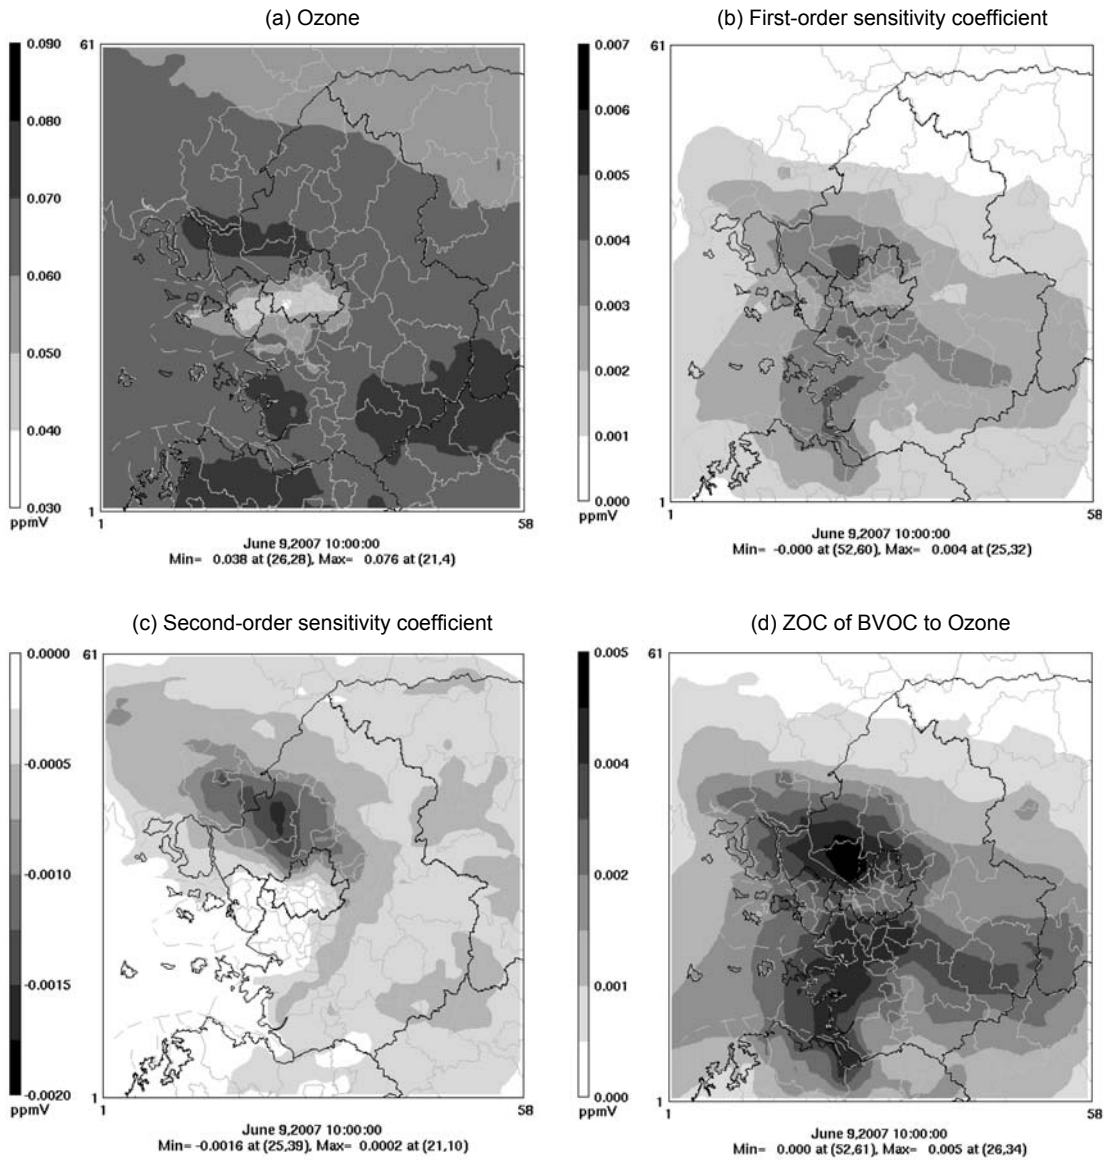 (a) Ozone
0.090
0.080
0.070
0.060
0.050
0.040
0.030
ppmV
61
1
1
58
June 9,2007 10:00:00
Min= 0.038 at (26,28), Max= 0.076 at (21,4)
(b) First-order sensitivity coefficient
0.007
0.006
0.005
0.004
0.003
0.002
0.001
0.000
ppmV
61
1
1
58
June 9,2007 10:00:00
Min= -0.000 at (52,60), Max= 0.004 at (25,32)
(c) Second-order sensitivity coefficient
0.0000
-0.0005
-0.0010
-0.0015
-0.0020
ppmV
61
1
1
58
June 9,2007 10:00:00
Min= -0.0016 at (25,39), Max= 0.0002 at (21,10)
(d) ZOC of BVOC to Ozone
0.005
0.004
0.002
0.001
0.000
ppmV
61
1
1
58
June 9,2007 10:00:00
Min= 0.000 at (52,61), Max= 0.005 at (26,34)